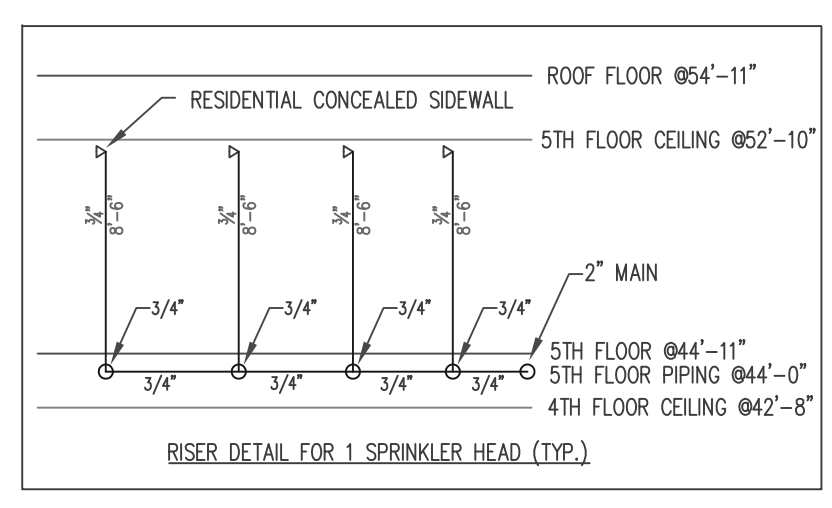 ROOF FLOOR @54'-11"
RESIDENTIAL CONCEALED SIDEWALL
5TH FLOOR CEILING @52'-10"
3/4" 8'-6"
3/4" 8'-6"
3/4" 8'-6"
3/4" 8'-6"
2" MAIN
3/4"
3/4"
3/4"
3/4"
5TH FLOOR @44'-11"
5TH FLOOR PIPING @44'-0"
3/4"
3/4"
3/4"
3/4"
4TH FLOOR CEILING @42'-8"
RISER DETAIL FOR 1 SPRINKLER HEAD (TYP.)